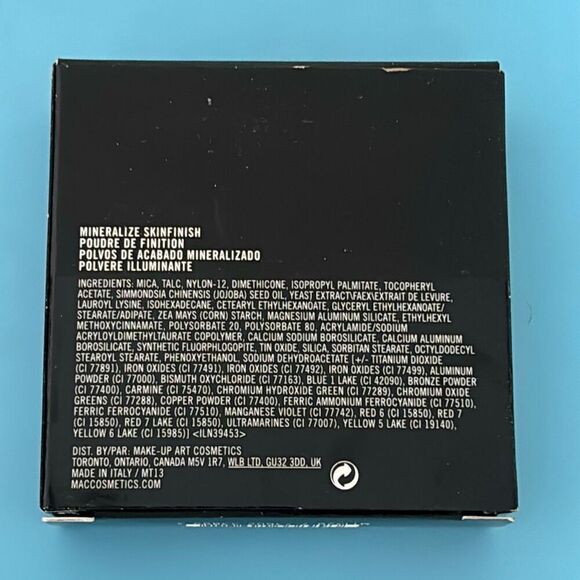 MINERALIZE SKINFINISH
POUDRE DE FINITION
POLVOS DE ACABADO MINERALIZADO
POLVERE ILLUMINANTE
INGREDIENTS: MICA, TALC, NYLON-12, DIMETHICONE, ISOPROPYL PALMITATE, TOCOPHERYL
ACETATE, SIMMONDSIA CHINENSIS (JOJOBA) SEED OIL, YEAST EXTRACT\FAEX\EXTRAIT DE LEVURE,
LAUROYL LYSINE, ISOHEXADECANE, CETEARYL ETHYLHEXANOATE, GLYCERYL ETHYLHEXANOATE/
STEARATE/ADIPATE, ZEA MAYS (CORN) STARCH, MAGNESIUM ALUMINUM SILICATE, ETHYLHEXYL
METHOXYCINNAMATE, POLYSORBATE 20, POLYSORBATE 80, ACRYLAMIDE/SODIUM
ACRYLOYLDIMETHYLTAURATE COPOLYMER, CALCIUM SODIUM BOROSILICATE, CALCIUM ALUMINUM
BOROSILICATE, SYNTHETIC FLUORPHLOGOPITE, TIN OXIDE, SILICA, SORBITAN STEARATE, OCTYLDODECYL
STEAROYL STEARATE, PHENOXYETHANOL, SODIUM DEHYDROACETATE [+/- TITANIUM DIOXIDE
(CI 77891), IRON OXIDES (CI 77491), IRON OXIDES (CI 77492), IRON OXIDES (CI 77499), ALUMINUM
POWDER (CI 77000), BISMUTH OXYCHLORIDE (CI 77163), BLUE 1 LAKE (CI 42090), BRONZE POWDER
(CI 77400), CARMINE (CI 75470), CHROMIUM HYDROXIDE GREEN (CI 77289), CHROMIUM OXIDE
GREENS (CI 77288), COPPER POWDER (CI 77400), FERRIC AMMONIUM FERROCYANIDE (CI 77510),
FERRIC FERROCYANIDE (CI 77510), MANGANESE VIOLET (CI 77742), RED 6 (CI 15850), RED 7
(CI 15850), RED 7 LAKE (CI 15850), ULTRAMARINES (CI 77007), YELLOW 5 LAKE (CI 19140),
YELLOW 6 LAKE (CI 15985)] <ILN39453>
DIST. BY/PAR: MAKE-UP ART COSMETICS
TORONTO, ONTARIO, CANADA M5V 1R7, WLB LTD, GU32 3DD, UK
MADE IN ITALY / MT13
MACCOSMETICS.COM